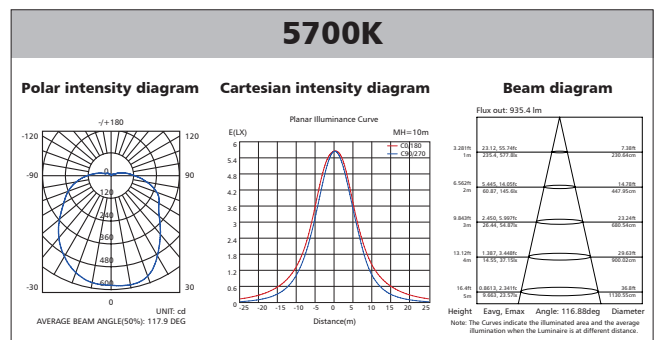 5700K
Polar intensity diagram
Cartesian intensity diagram
Beam diagram
-/+180
-120
120
-90
90
0
120
240
360
480
600
-30
30
0
UNIT: cd
AVERAGE BEAM ANGLE(50%): 117.9 DEG
Planar Illuminance Curve
E(LX)
MH=10m
C0/180
C90/270
6
5.4
4.8
4.2
3.6
3
2.4
1.8
1.2
0.6
0
-25 -20 -15 -10 -5 0 5 10 15 20 25
Distance(m)
Flux out: 935.4 lm
3.281ft 23.12, 55.74fc 7.38ft
1m 235.4, 577.8lx 230.64cm
6.562ft 5.445, 14.05fc 14.78ft
2m 60.87, 145.6lx 447.95cm
9.843ft 2.450, 5.997fc 23.24ft
3m 26.44, 54.87lx 680.54cm
13.12ft 1.387, 3.448fc 29.63ft
4m 14.55, 37.15lx 900.02cm
16.4ft 0.8613, 2.341fc 36.8ft
5m 9.663, 23.57lx 1130.55cm
Height Eavg, Emax Angle: 116.88deg Diameter
Note: The Curves indicate the illuminated area and the average
illumination when the Luminaire is at different distance.